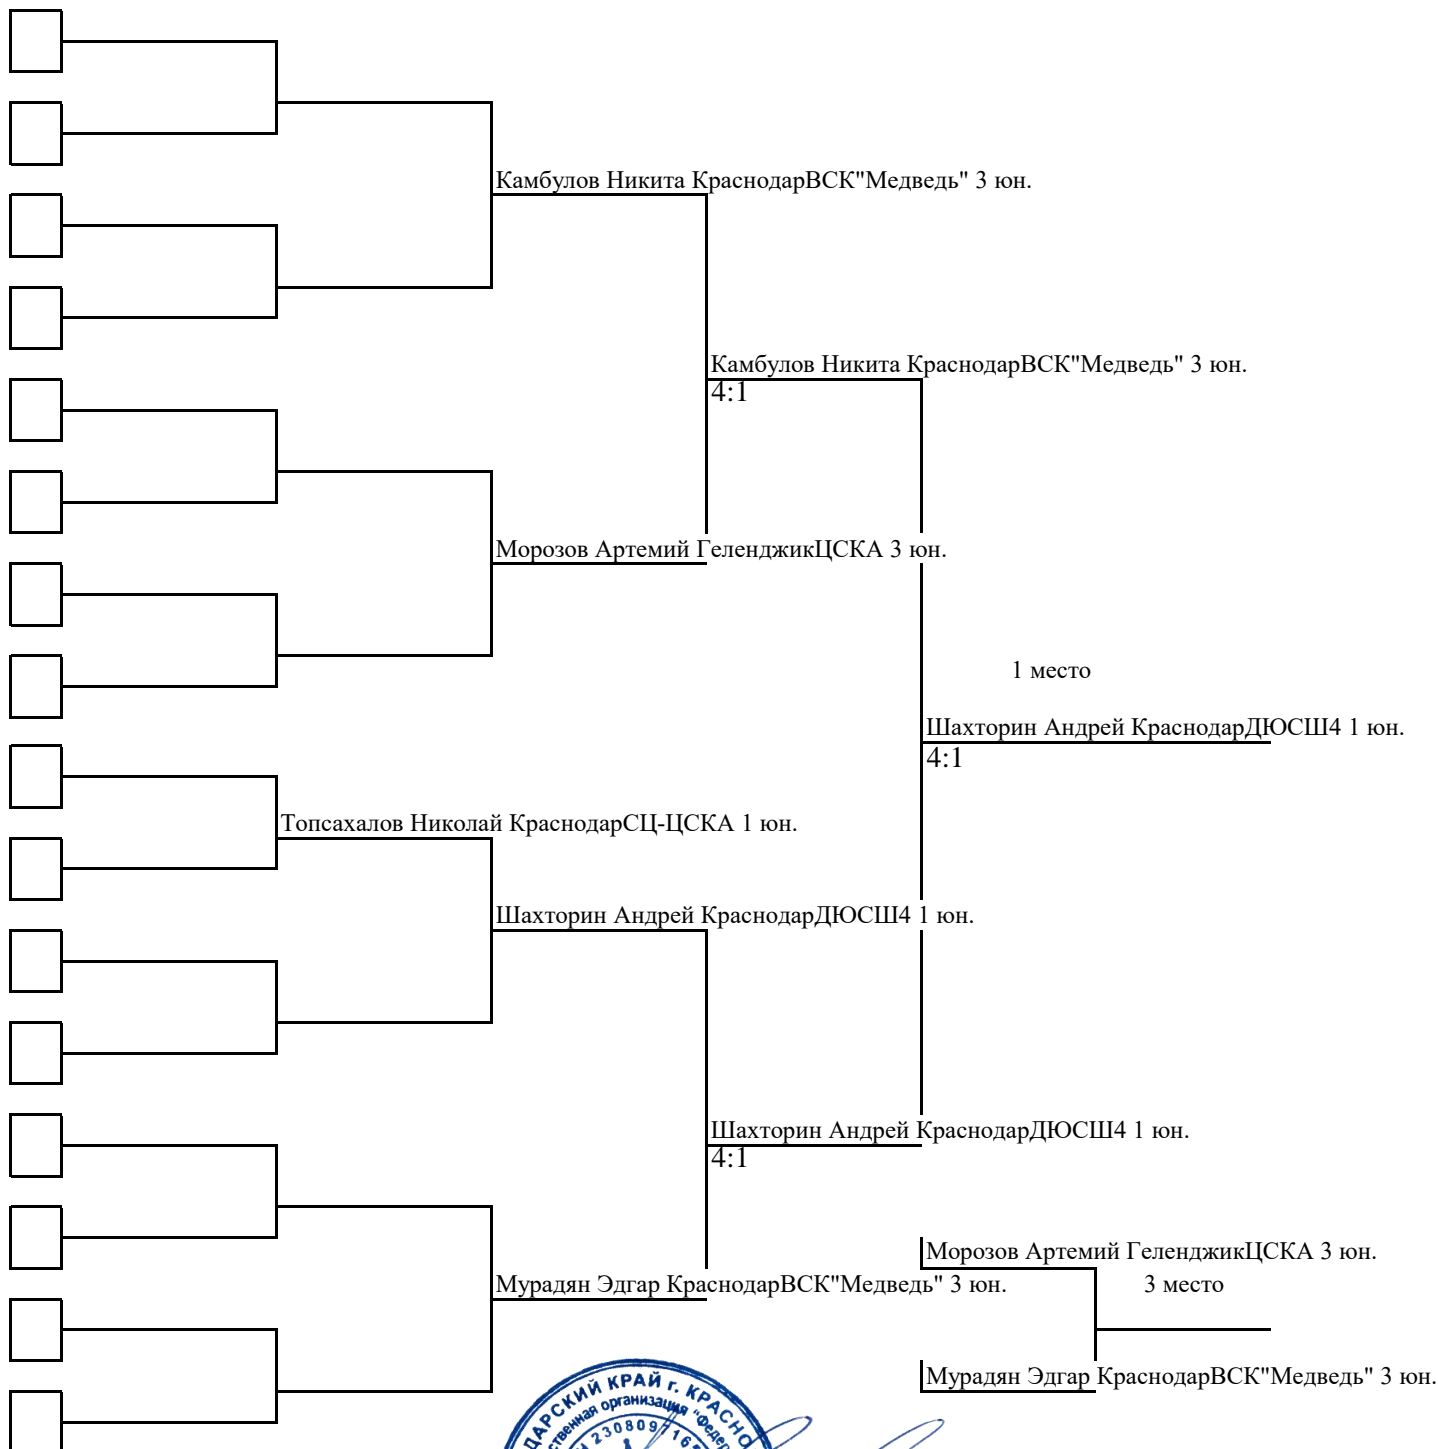 Камбулов Никита КраснодарВСК"Медведь" 3 юн.
Камбулов Никита КраснодарВСК"Медведь" 3 юн.
4:1
Морозов Артемий ГеленджикЦСКА 3 юн.
1 место
Шахторин Андрей КраснодарДЮСШ4 1 юн.
4:1
Топсахалов Николай КраснодарСЦ-ЦСКА 1 юн.
Шахторин Андрей КраснодарДЮСШ4 1 юн.
Шахторин Андрей КраснодарДЮСШ4 1 юн.
4:1
Морозов Артемий ГеленджикЦСКА 3 юн.
Мурадян Эдгар КраснодарВСК"Медведь" 3 юн.
3 место
Мурадян Эдгар КраснодарВСК"Медведь" 3 юн.
КРАЙ г.
организация